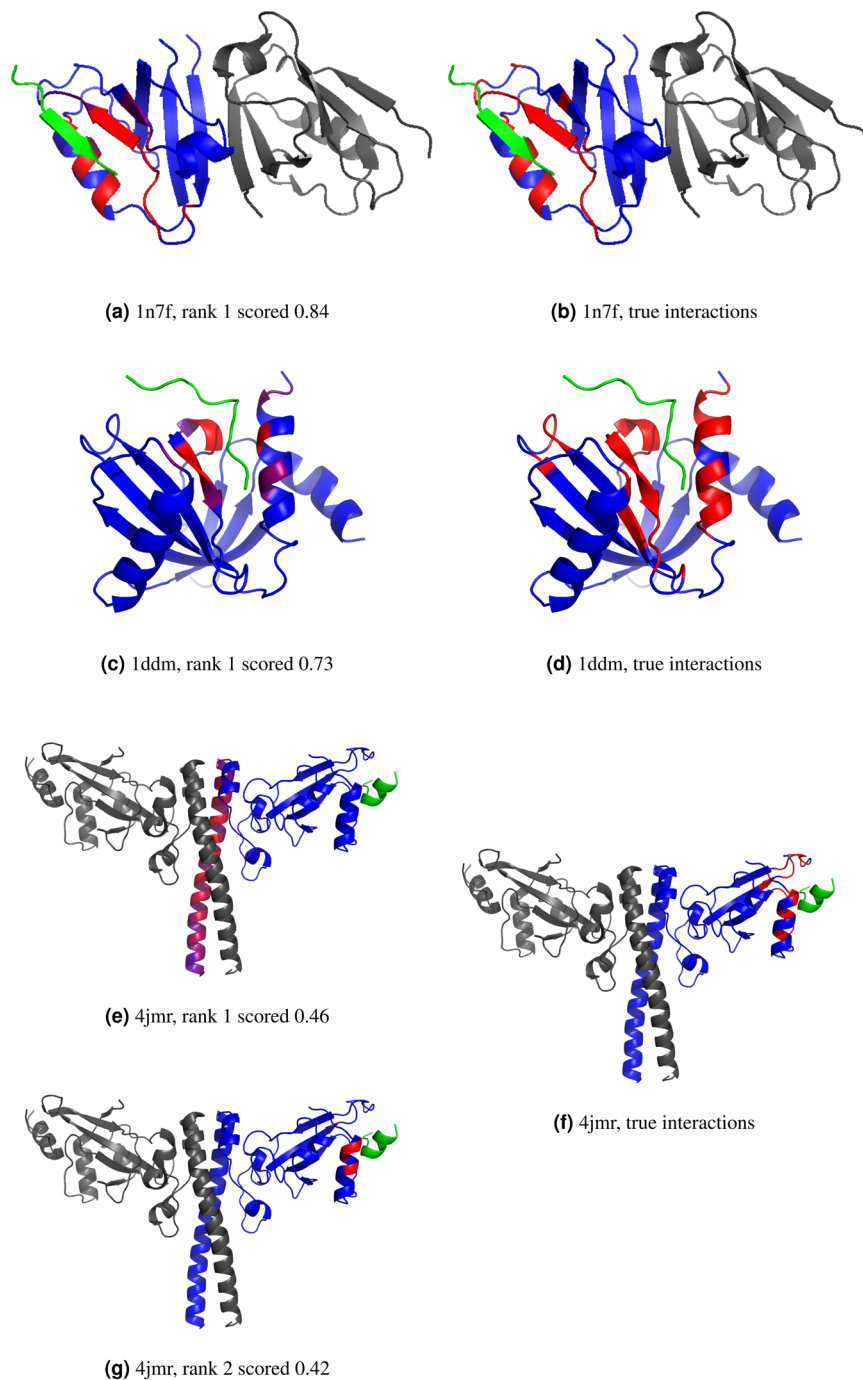 (a) 1n7f, rank 1 scored 0.84
(b) 1n7f, true interactions
(c) 1ddm, rank 1 scored 0.73
(d) 1ddm, true interactions
(e) 4jmr, rank 1 scored 0.46
(f) 4jmr, true interactions
(g) 4jmr, rank 2 scored 0.42